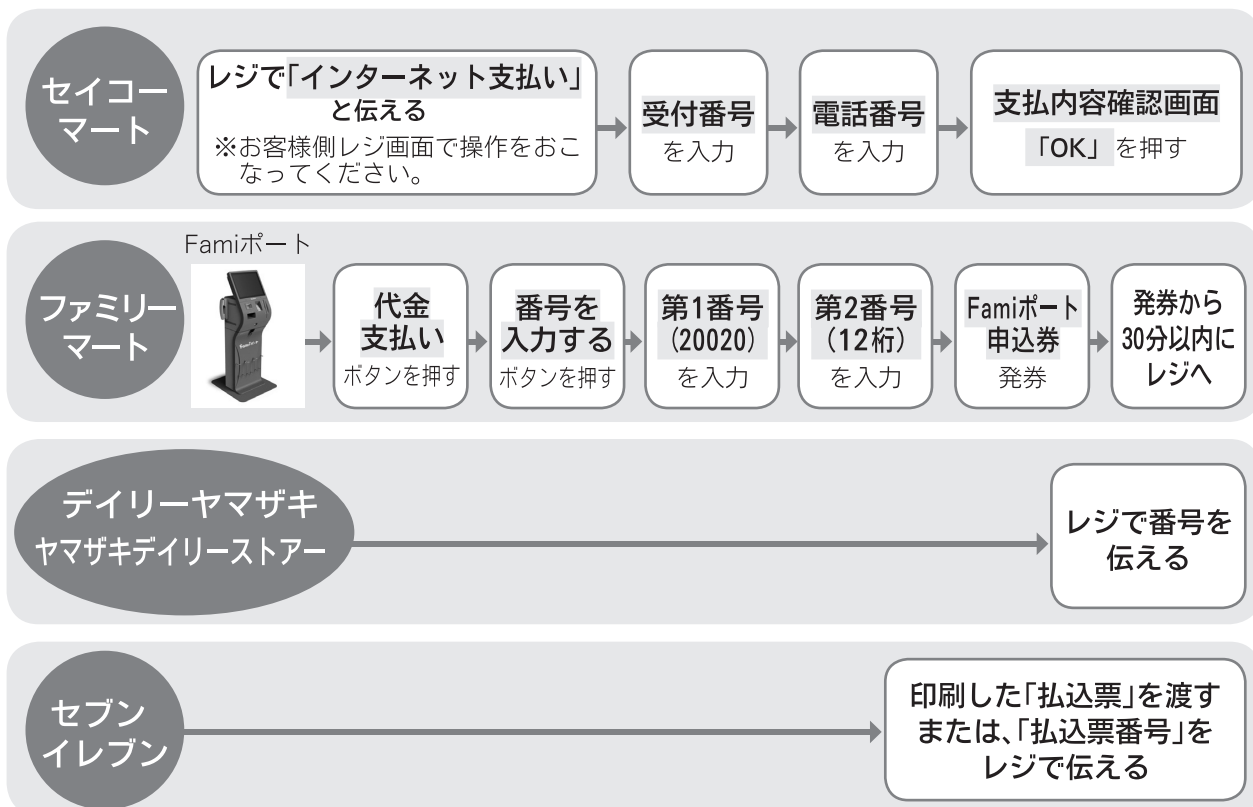 セイコー
マート
レジで「インターネット支払い」
と伝える
※お客様側レジ画面で操作をおこ
なってください。
受付番号
を入力
電話番号
を入力
支払内容確認画面
「OK」を押す
ファミリー
マート
Famiポート
代金
支払い
ボタンを押す
番号を
入力する
ボタンを押す
第1番号
(20020)
を入力
第2番号
(12桁)
を入力
Famiポート
申込券
発券
発券から
30分以内に
レジへ
デイリーヤマザキ
ヤマザキデイリーストアー
レジで番号を
伝える
セブン
イレブン
印刷した「払込票」を渡す
または、「払込票番号」を
レジで伝える